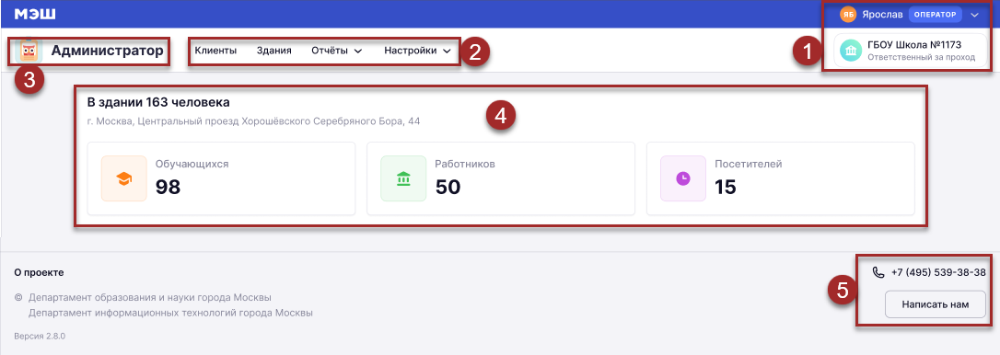 МЭШ
ЯБ Ярослав ОПЕРАТОР
1
ГБОУ Школа №1173
Ответственный за проход
Администратор
3
Клиенты Здания Отчёты Настройки
2
В здании 163 человека
г. Москва, Центральный проезд Хорошёвского Серебряного Бора, 44
4
Обучающихся
98
Работников
50
Посетителей
15
О проекте
© Департамент образования и науки города Москвы
Департамент информационных технологий города Москвы
Версия 2.8.0
5
+7 (495) 539-38-38
Написать нам